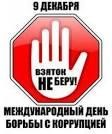 9 ДЕКАБРЯ
ВЗЯТОК
НЕ БЕРУ!
МЕЖДУНАРОДНЫЙ ДЕНЬ
БОРЬБЫ С КОРРУПЦИЕЙ